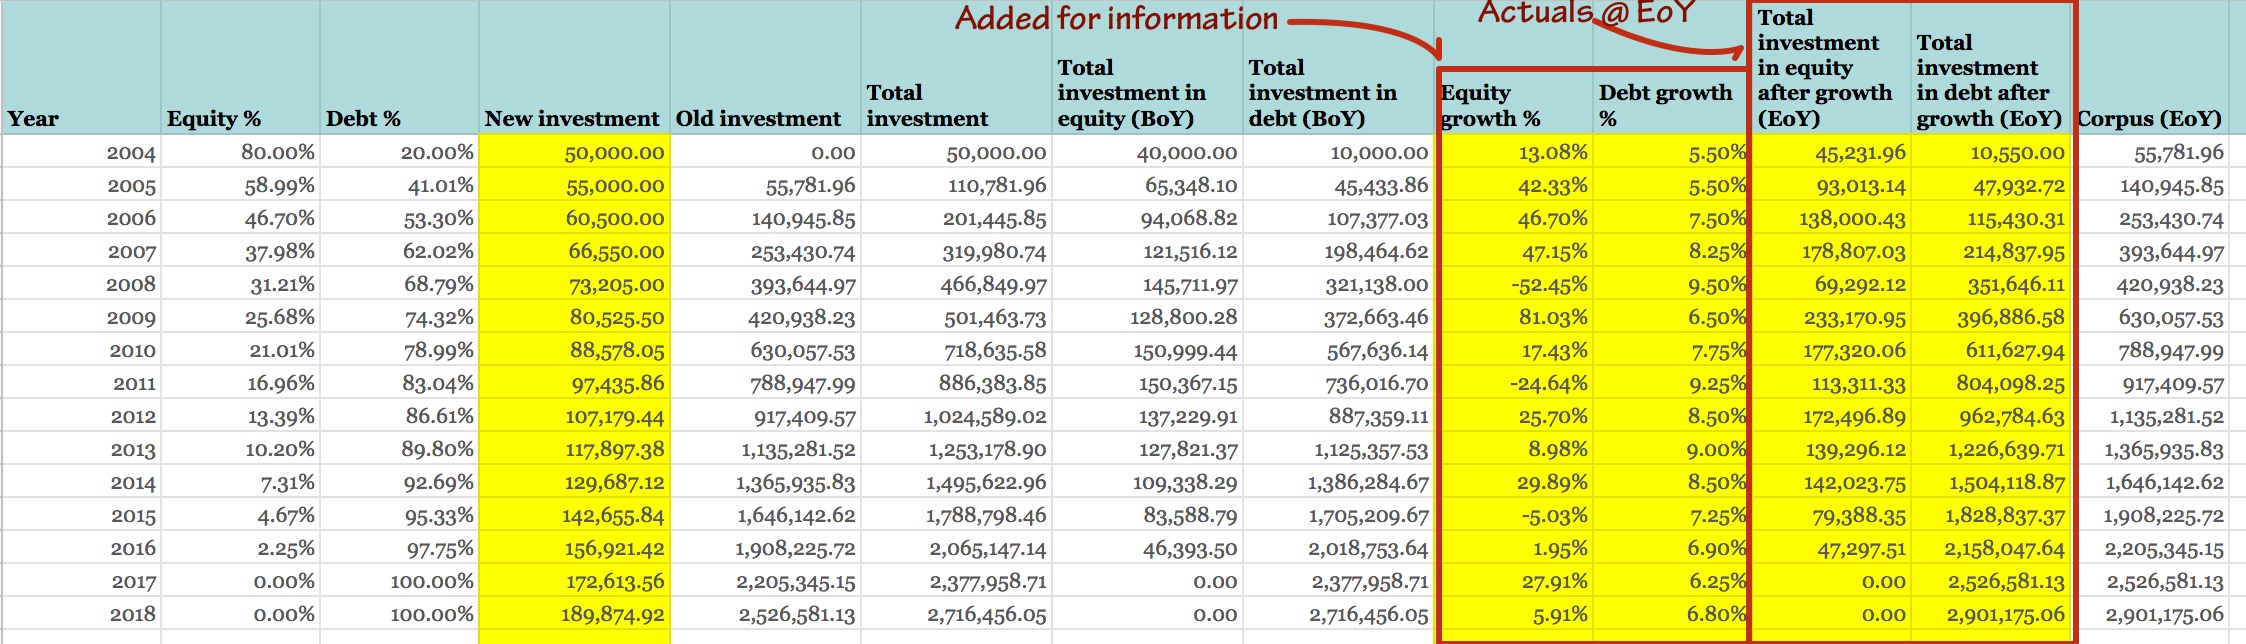 Added for information
Actuals @ EoY
Year Equity % Debt % New investment Old investment Total investment Total investment in equity (BoY) Total investment in debt (BoY) Equity growth % Debt growth % Total investment in equity after growth (EoY) Total investment in debt after growth (EoY) Corpus (EoY)
2004 80.00% 20.00% 50,000.00 0.00 50,000.00 40,000.00 10,000.00 13.08% 5.50% 45,231.96 10,550.00 55,781.96
2005 58.99% 41.01% 55,000.00 55,781.96 110,781.96 65,348.10 45,433.86 42.33% 5.50% 93,013.14 47,932.72 140,945.85
2006 46.70% 53.30% 60,500.00 140,945.85 201,445.85 94,068.82 107,377.03 46.70% 7.50% 138,000.43 115,430.31 253,430.74
2007 37.98% 62.02% 66,550.00 253,430.74 319,980.74 121,516.12 198,464.62 47.15% 8.25% 178,807.03 214,837.95 393,644.97
2008 31.21% 68.79% 73,205.00 393,644.97 466,849.97 145,711.97 321,138.00 -52.45% 9.50% 69,292.12 351,646.11 420,938.23
2009 25.68% 74.32% 80,525.50 420,938.23 501,463.73 128,800.28 372,663.46 81.03% 6.50% 233,170.95 396,886.58 630,057.53
2010 21.01% 78.99% 88,578.05 630,057.53 718,635.58 150,999.44 567,636.14 17.43% 7.75% 177,320.06 611,627.94 788,947.99
2011 16.96% 83.04% 97,435.86 788,947.99 886,383.85 150,367.15 736,016.70 -24.64% 9.25% 113,311.33 804,098.25 917,409.57
2012 13.39% 86.61% 107,179.44 917,409.57 1,024,589.02 137,229.91 887,359.11 25.70% 8.50% 172,496.89 962,784.63 1,135,281.52
2013 10.20% 89.80% 117,897.38 1,135,281.52 1,253,178.90 127,821.37 1,125,357.53 8.98% 9.00% 139,296.12 1,226,639.71 1,365,935.83
2014 7.31% 92.69% 129,687.12 1,365,935.83 1,495,622.96 109,338.29 1,386,284.67 29.89% 8.50% 142,023.75 1,504,118.87 1,646,142.62
2015 4.67% 95.33% 142,655.84 1,646,142.62 1,788,798.46 83,588.79 1,705,209.67 -5.03% 7.25% 79,388.35 1,828,837.37 1,908,225.72
2016 2.25% 97.75% 156,921.42 1,908,225.72 2,065,147.14 46,393.50 2,018,753.64 1.95% 6.90% 47,297.51 2,158,047.64 2,205,345.15
2017 0.00% 100.00% 172,613.56 2,205,345.15 2,377,958.71 0.00 2,377,958.71 27.91% 6.25% 0.00 2,526,581.13 2,526,581.13
2018 0.00% 100.00% 189,874.92 2,526,581.13 2,716,456.05 0.00 2,716,456.05 5.91% 6.80% 0.00 2,901,175.06 2,901,175.06